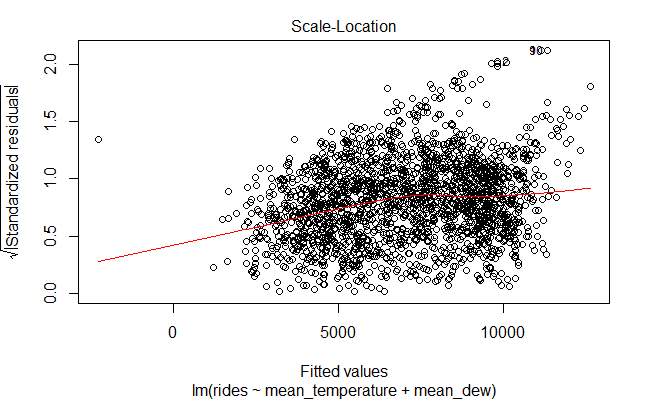 Scale-Location
√|Standardized residuals|
2.0
1.5
1.0
0.5
0.0
0
5000
10000
Fitted values
lm(rides ~ mean_temperature + mean_dew)